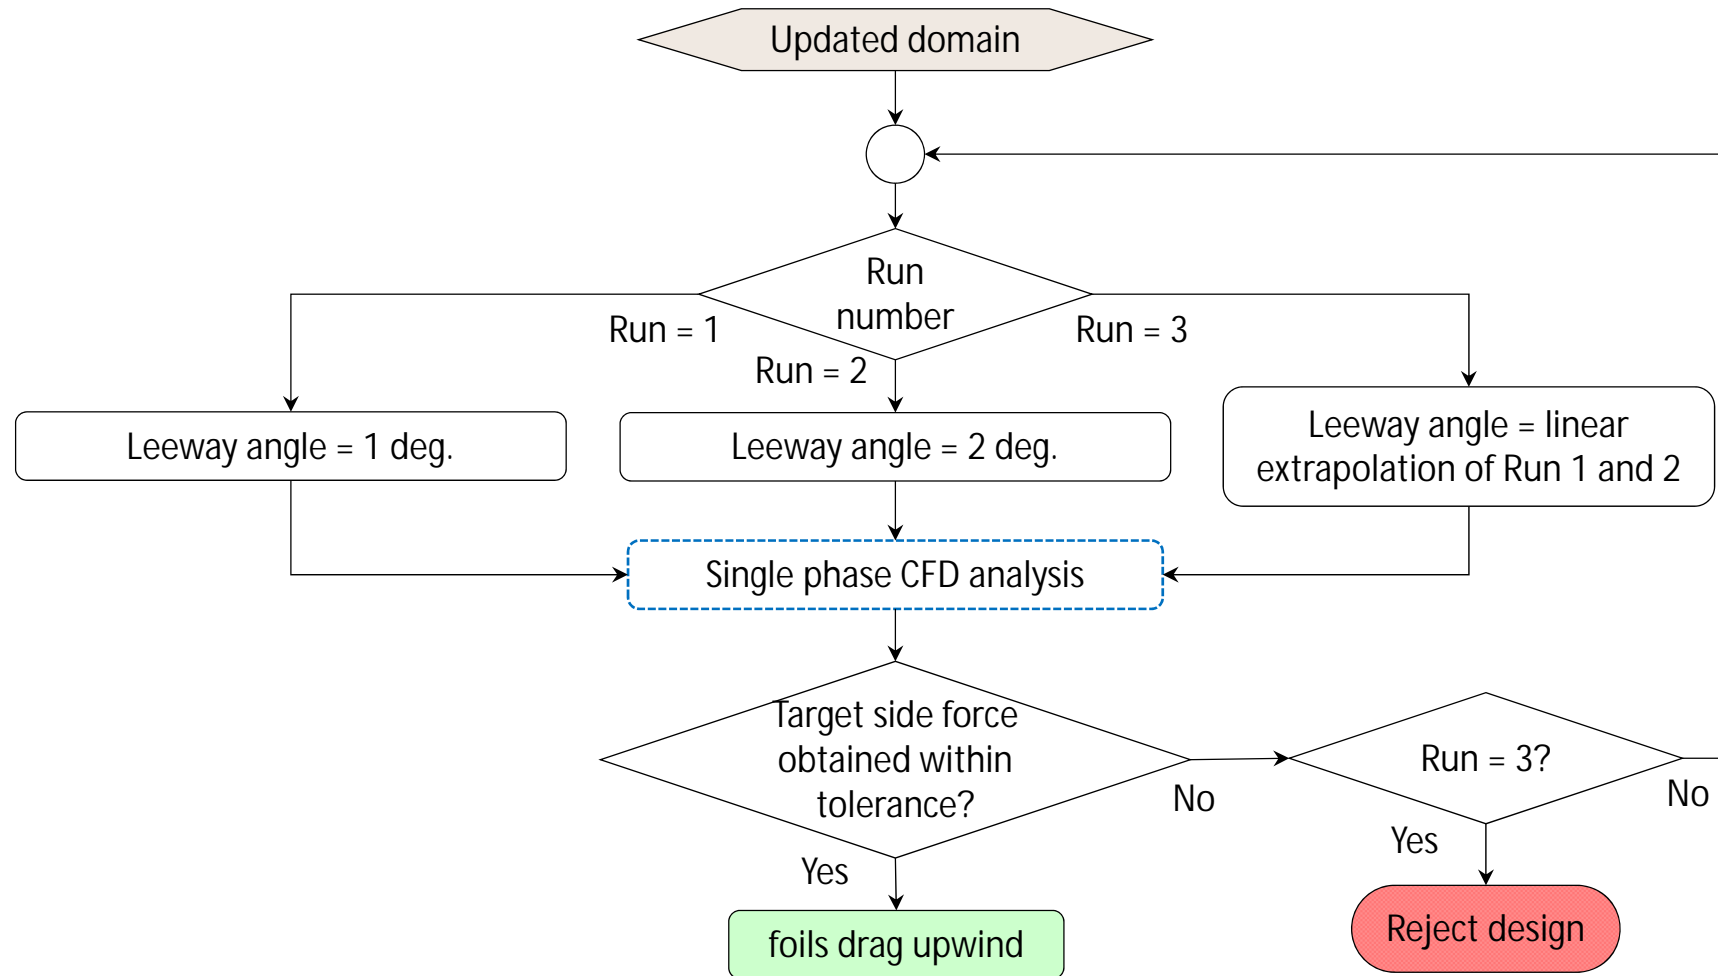 Updated domain
Run
number
Run = 1
Run = 2
Run = 3
Leeway angle = 1 deg.
Leeway angle = 2 deg.
Leeway angle = linear
extrapolation of Run 1 and 2
Single phase CFD analysis
Target side force
obtained within
tolerance?
No
Run = 3?
No
Yes
Yes
foils drag upwind
Reject design